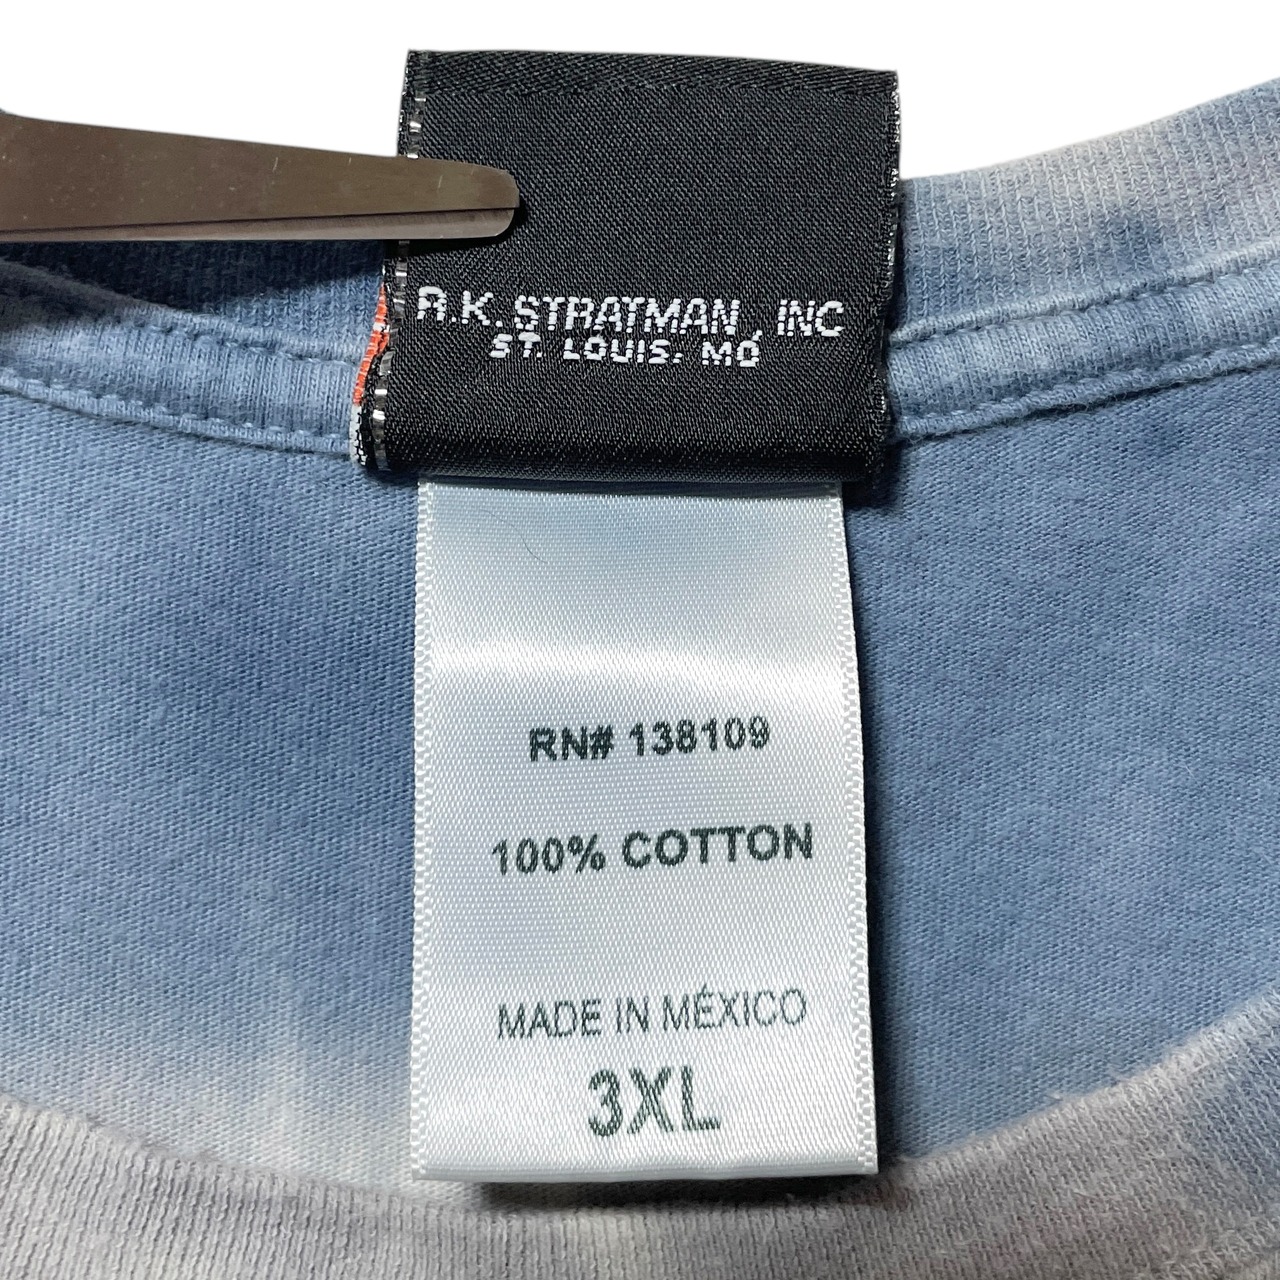 R.K. STRATMAN, INC
ST. LOUIS. MO
RN# 138109
100% COTTON
MADE IN MÉXICO
3XL